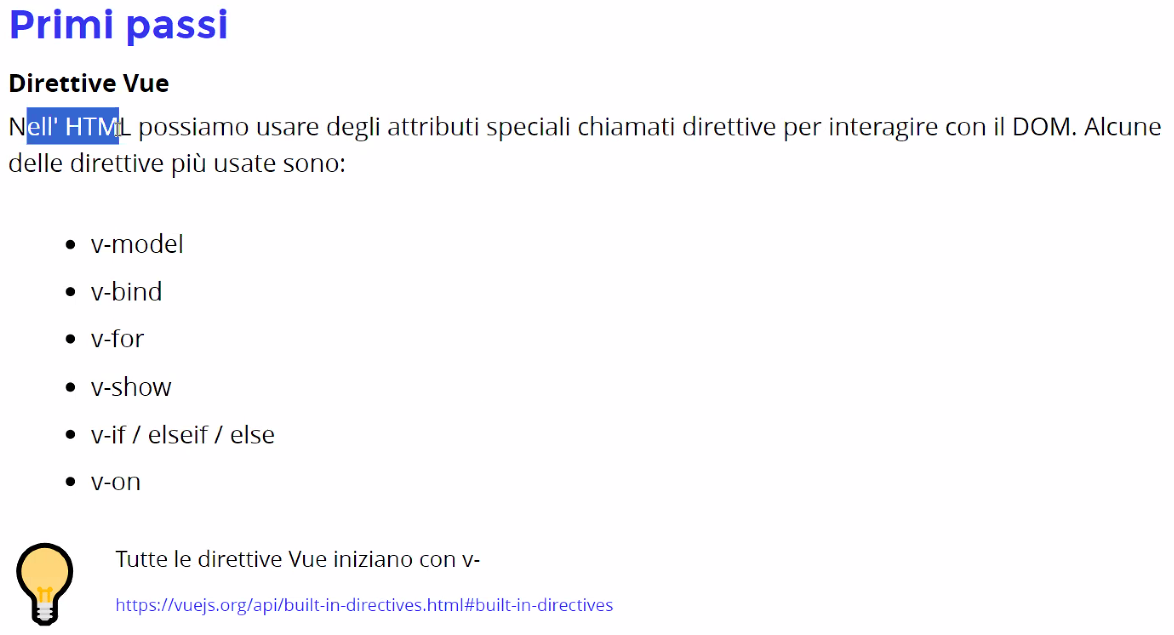 Primi passi
Direttive Vue
Nell' HTML possiamo usare degli attributi speciali chiamati direttive per interagire con il DOM. Alcune
delle direttive più usate sono:
• v-model
• v-bind
• v-for
• v-show
• v-if / elseif / else
• v-on
Tutte le direttive Vue iniziano con v-
https://vuejs.org/api/built-in-directives.html#built-in-directives